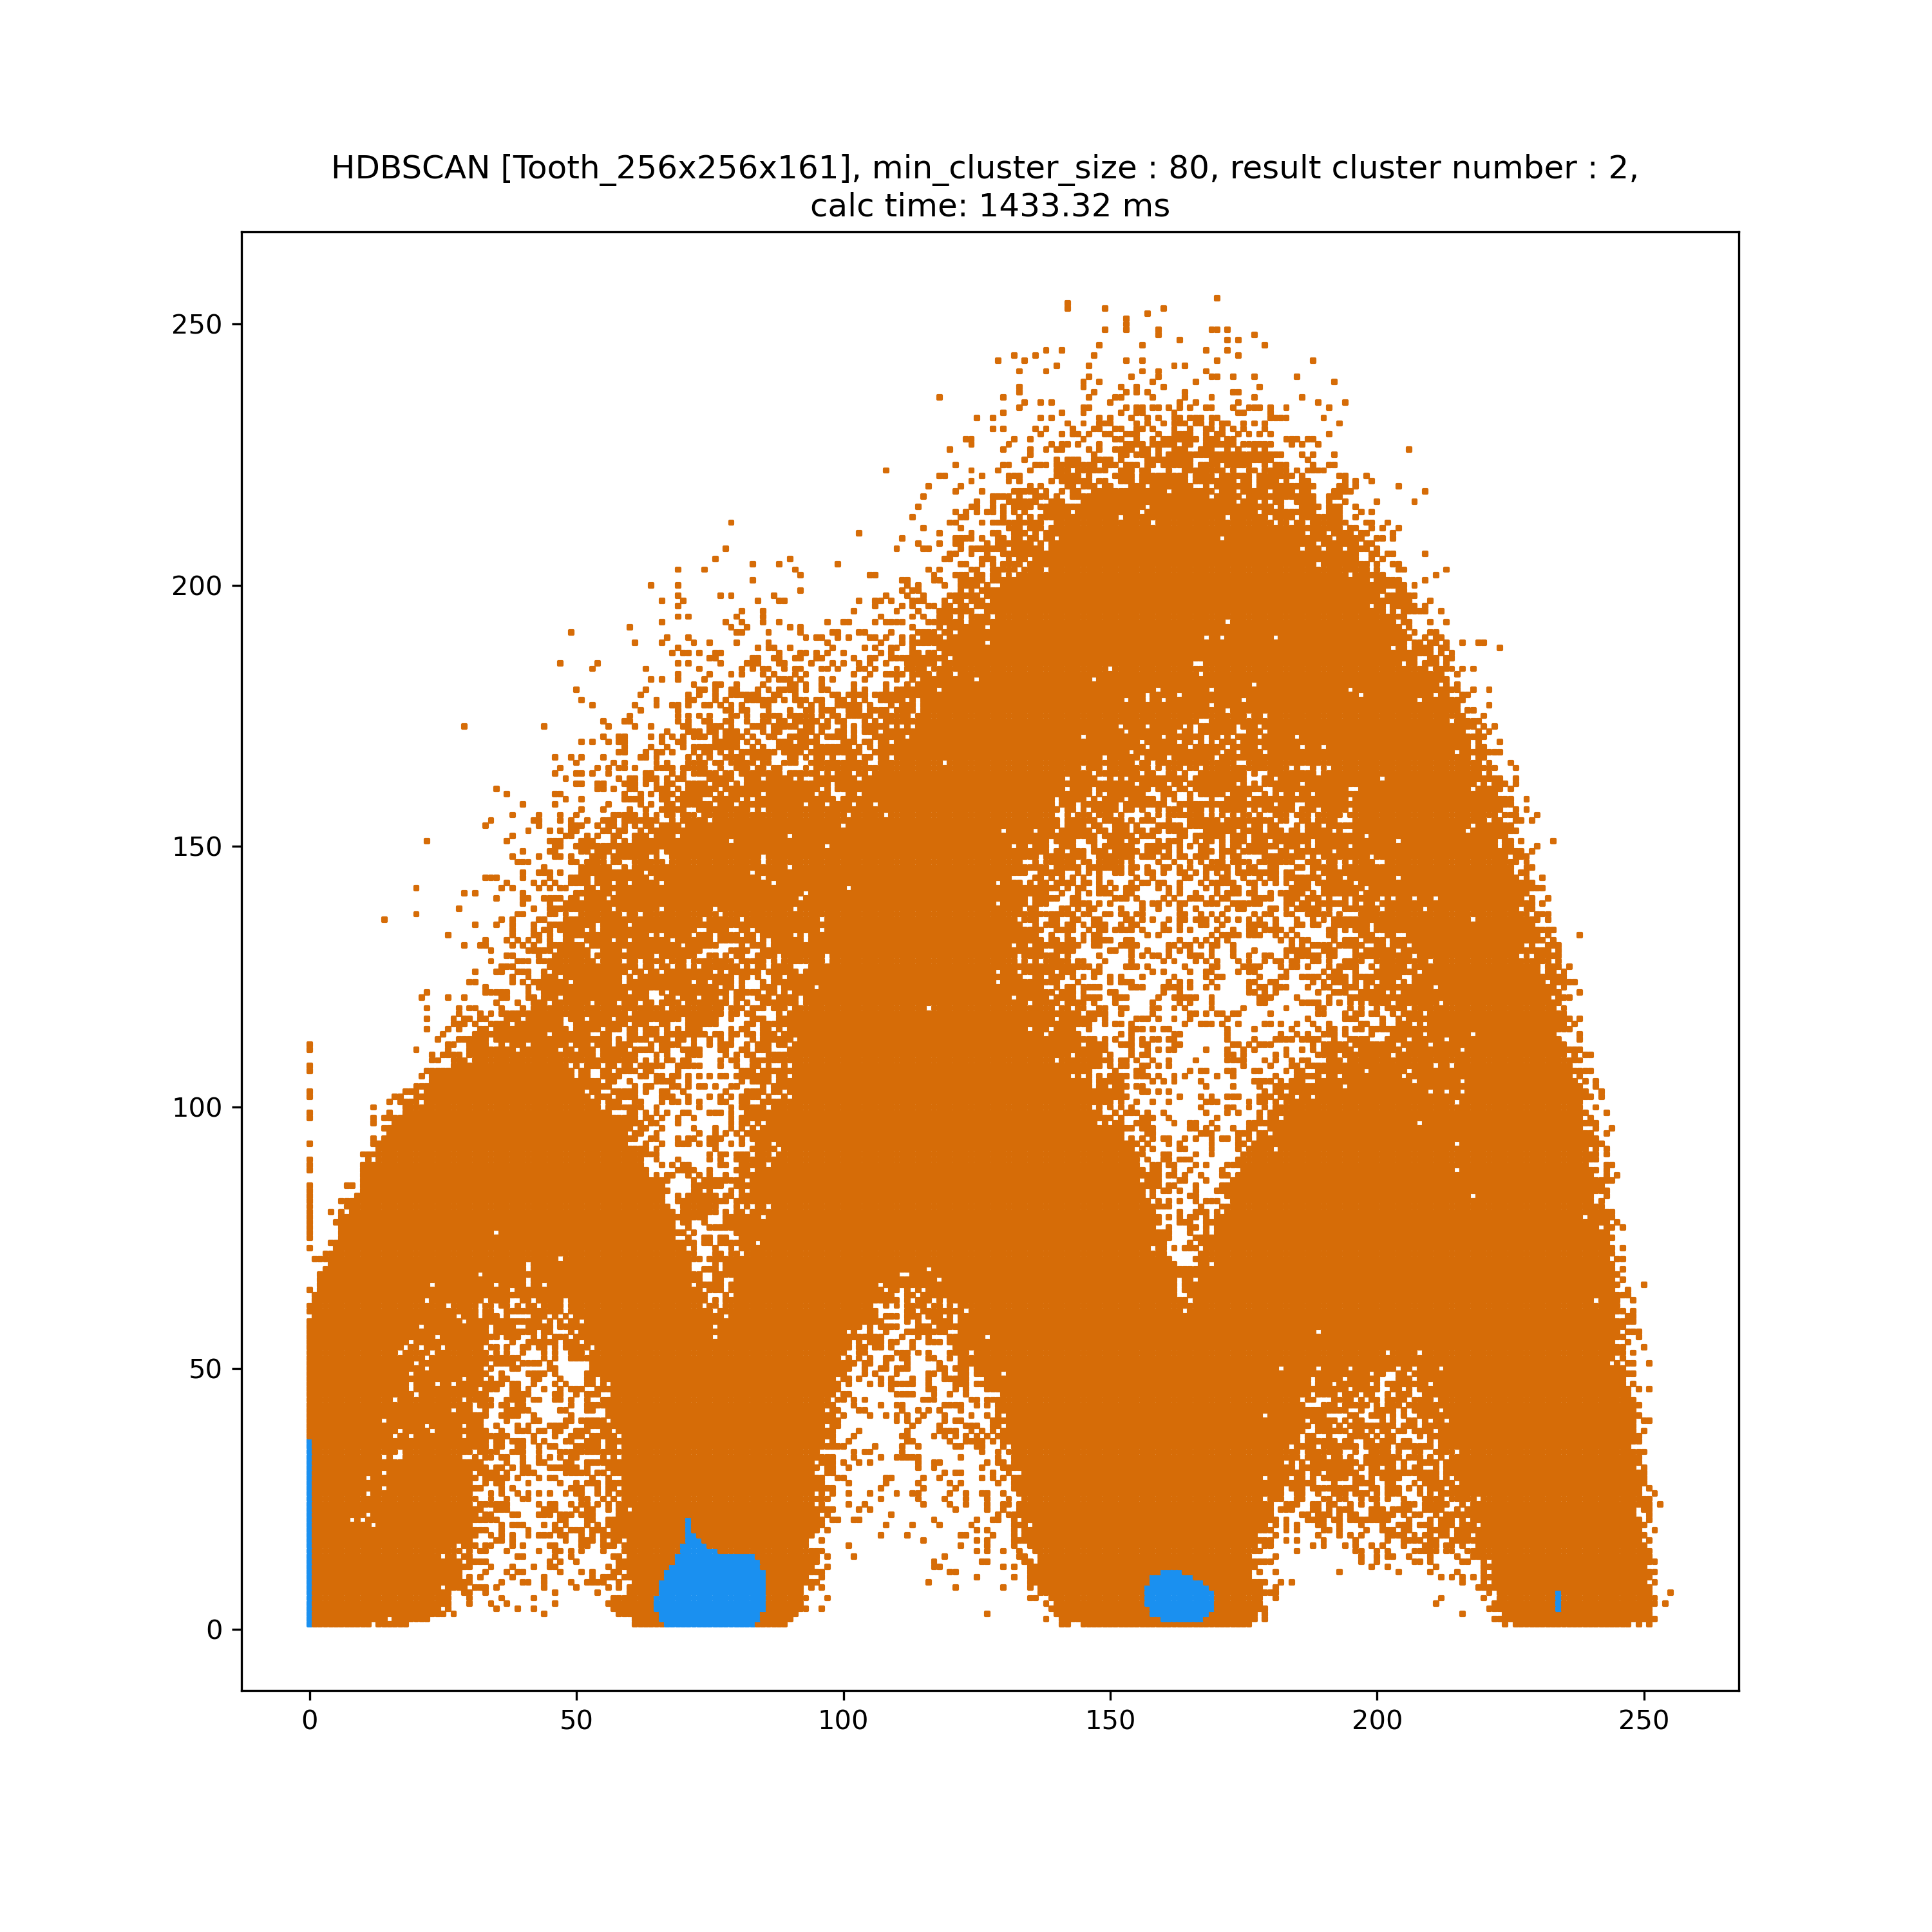 HDBSCAN [Tooth_256x256x161], min_cluster_size : 80, result cluster number : 2,
calc time: 1433.32 ms
250
200
150
100
50
0
0 50 100 150 200 250